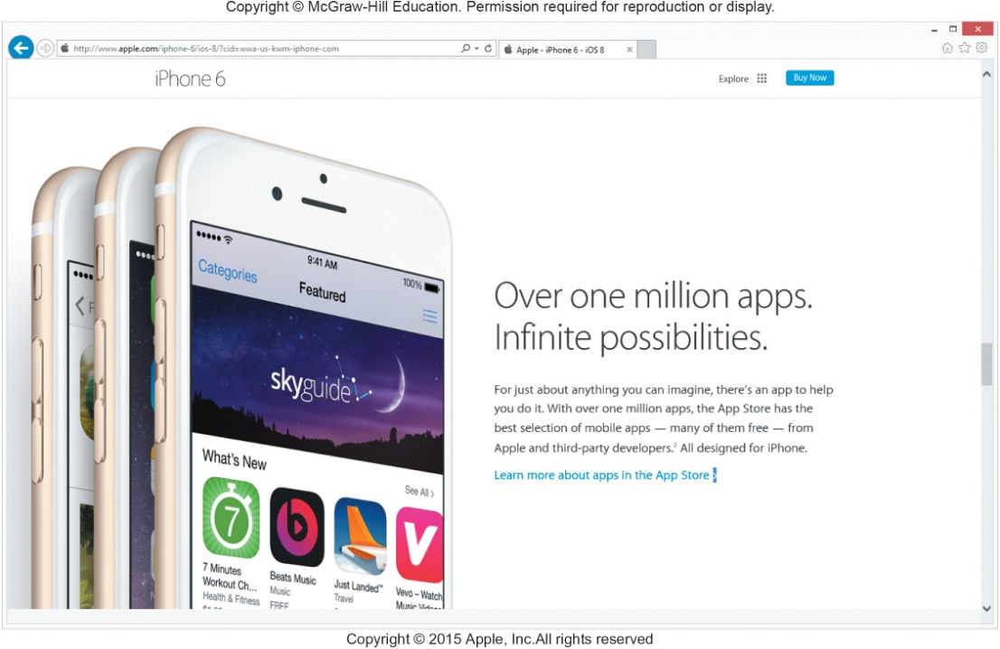 Copyright © McGraw-Hill Education. Permission required for reproduction or display.
http://www.apple.com/iphone-6/ios-8/?cid=wwa-us-kwm-iphone-com
Apple - iPhone 6 - iOS 8
iPhone 6
Explore
Buy Now
9:41 AM
100%
Categories
Featured
skyguide
What's New
See All >
7
7 Minutes
Workout Ch...
Health & Fitness
Beats Music
Music
FREE
Just Landed™
Travel
Vevo – Watch
Music Videos
Over one million apps.
Infinite possibilities.
For just about anything you can imagine, there's an app to help
you do it. With over one million apps, the App Store has the
best selection of mobile apps — many of them free — from
Apple and third-party developers.² All designed for iPhone.
Learn more about apps in the App Store >
Copyright © 2015 Apple, Inc.All rights reserved